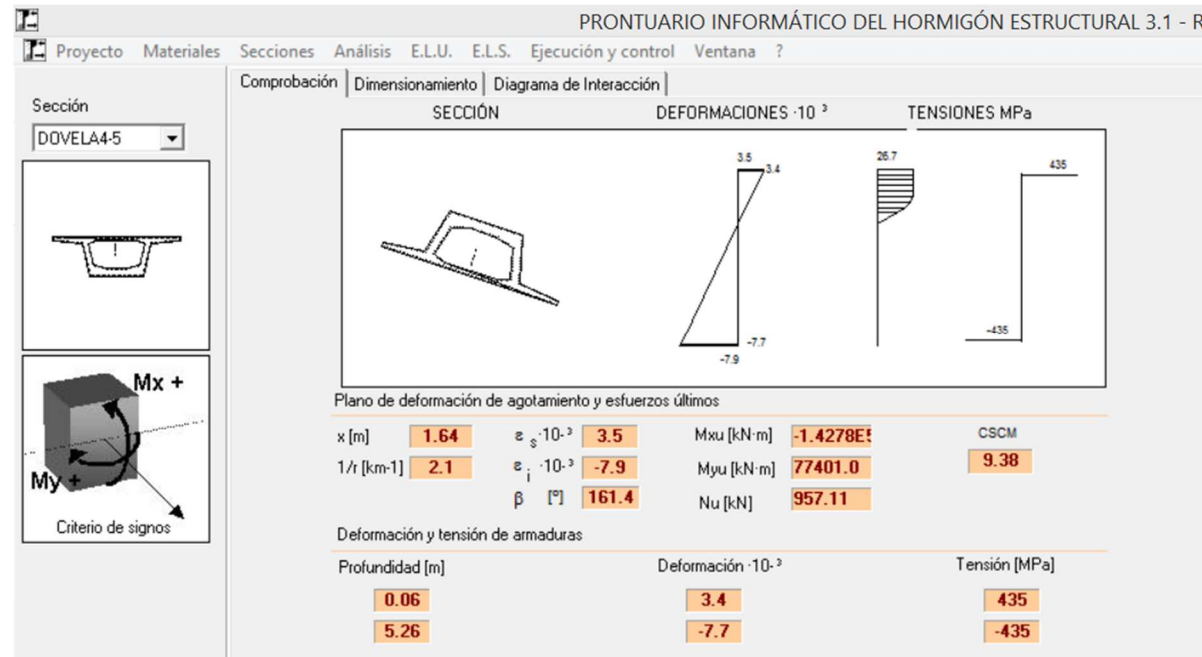 PRONTUARIO INFORMÁTICO DEL HORMIGÓN ESTRUCTURAL 3.1 - R
Proyecto Materiales Secciones Análisis E.L.U. E.L.S. Ejecución y control Ventana ?
Comprobación Dimensionamiento Diagrama de Interacción
Sección
DOVELA4-5
SECCIÓN DEFORMACIONES ·10 ³ TENSIONES MPa
3.5 26.7 435
3.4
-435
-7.7
-7.9
Mx +
My +
Criterio de signos
Plano de deformación de agotamiento y esfuerzos últimos
x [m] 1.64 ε s ·10-³ 3.5 Mxu [kN·m] -1.4278E5 CSCM
1/r [km-1] 2.1 ε i ·10-³ -7.9 Myu [kN·m] 77401.0 9.38
β [º] 161.4 Nu [kN] 957.11
Deformación y tensión de armaduras
Profundidad [m] Deformación ·10-³ Tensión [MPa]
0.06 3.4 435
5.26 -7.7 -435